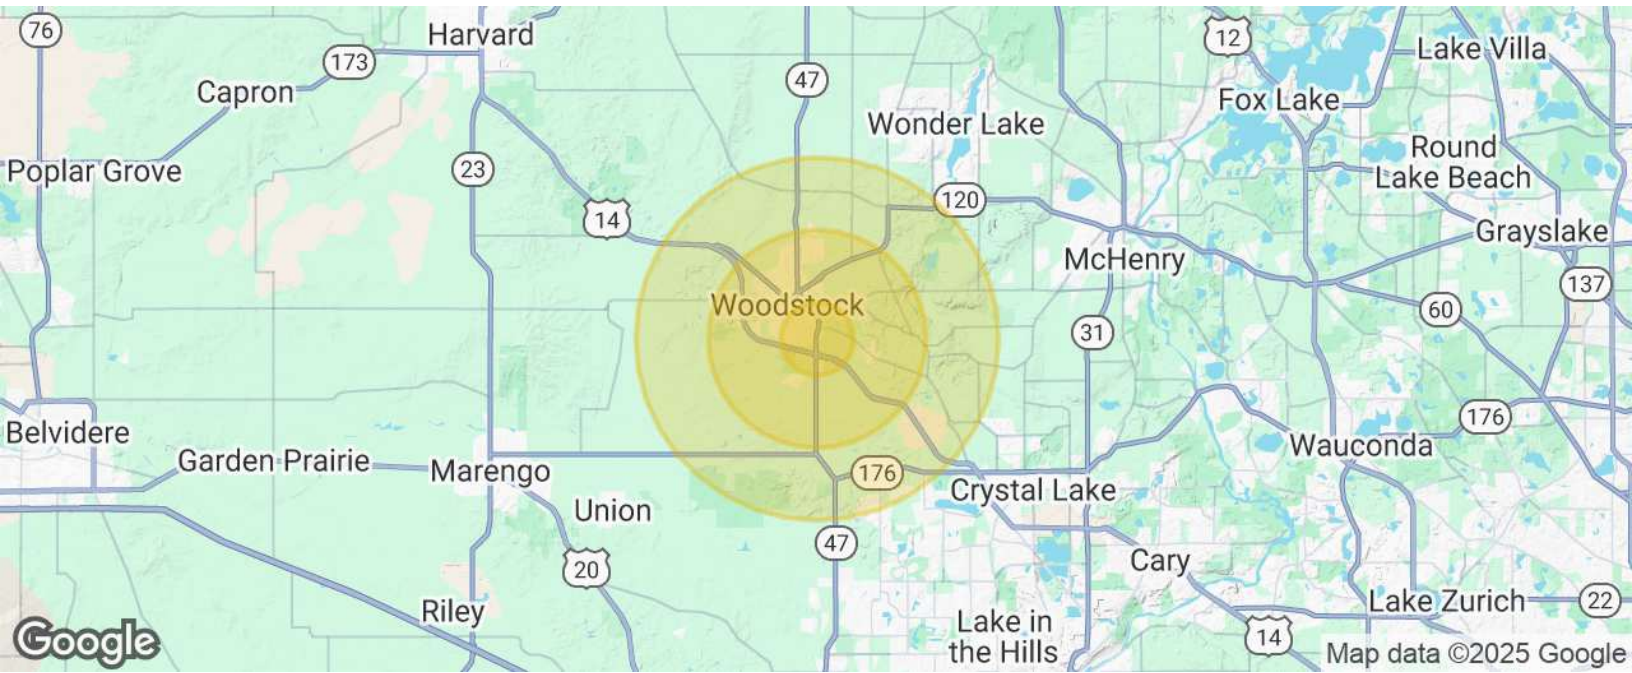 76
Harvard
12
Lake Villa
173
47
Capron
Fox Lake
Wonder Lake
Round
Lake Beach
Poplar Grove
23
120
14
Grayslake
McHenry
137
Woodstock
60
31
176
Belvidere
Wauconda
Garden Prairie
Marengo
176
Crystal Lake
Union
47
Cary
20
Riley
Lake Zurich
22
Lake in
the Hills
14
Google
Map data ©2025 Google